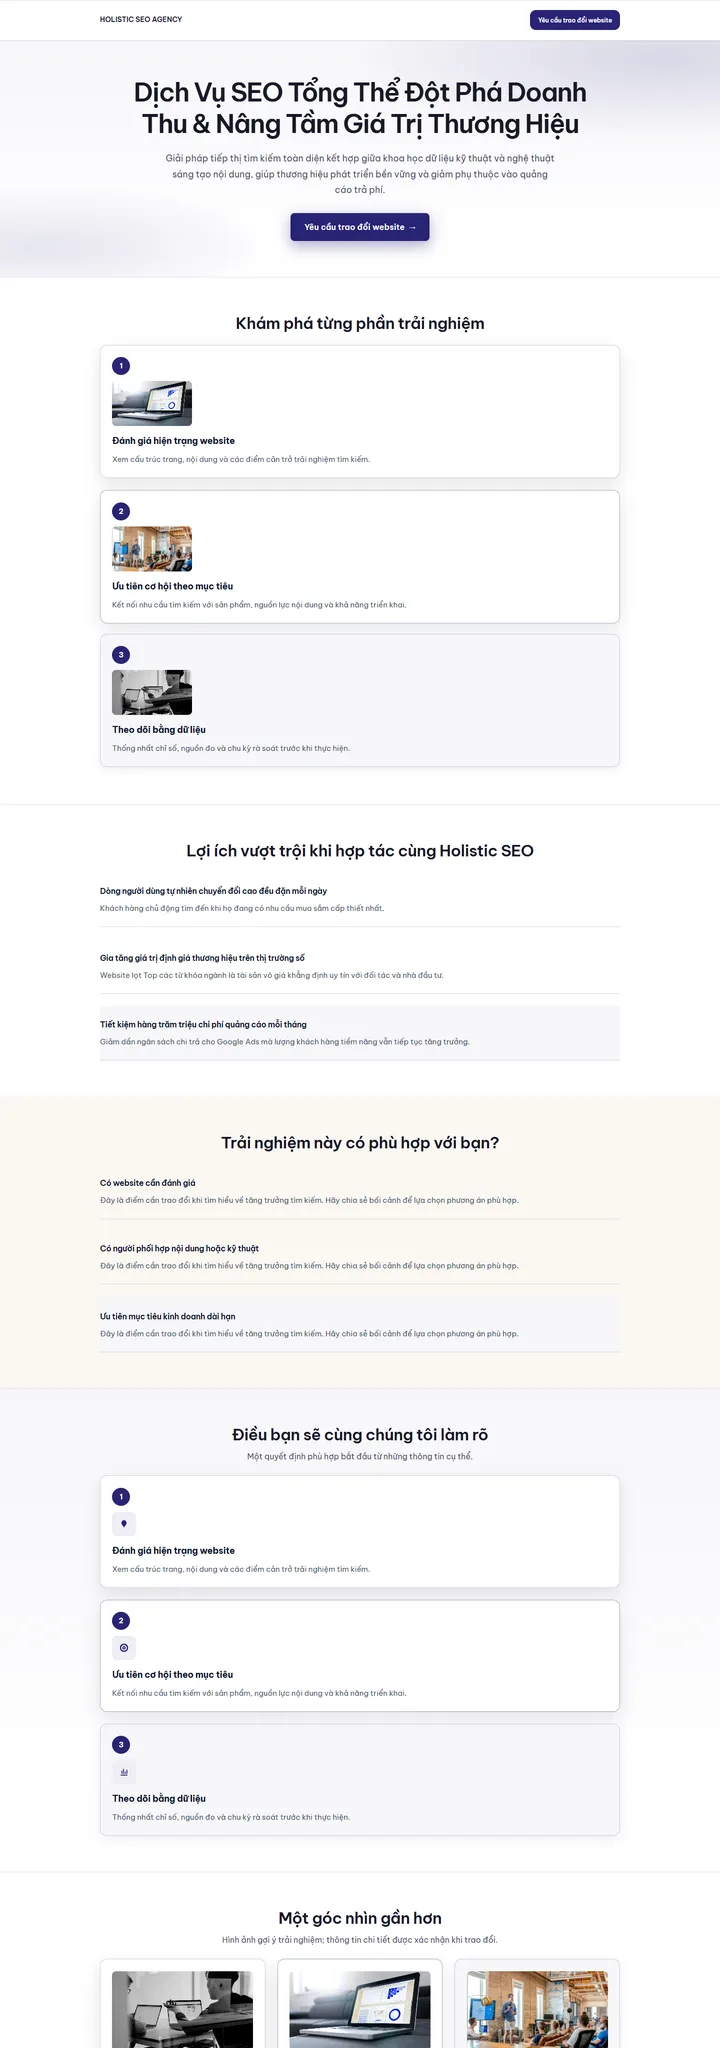 HOLISTIC SEO AGENCY
Yêu cầu trao đổi website
Dịch Vụ SEO Tổng Thể Đột Phá Doanh
Thu & Nâng Tầm Giá Trị Thương Hiệu
Giải pháp tiếp thị tìm kiếm toàn diện kết hợp giữa khoa học dữ liệu kỹ thuật và nghệ thuật
sáng tạo nội dung, giúp thương hiệu phát triển bền vững và giảm phụ thuộc vào quảng
cáo trả phí.
Yêu cầu trao đổi website →
Khám phá từng phần trải nghiệm
1
Đánh giá hiện trạng website
Xem cấu trúc trang, nội dung và các điểm cản trở trải nghiệm tìm kiếm.
2
Ưu tiên cơ hội theo mục tiêu
Kết nối nhu cầu tìm kiếm với sản phẩm, nguồn lực nội dung và khả năng triển khai.
3
Theo dõi bằng dữ liệu
Thống nhất chỉ số, nguồn đo và chu kỳ rà soát trước khi thực hiện.
Lợi ích vượt trội khi hợp tác cùng Holistic SEO
Dòng người dùng tự nhiên chuyển đổi cao đều đặn mỗi ngày
Khách hàng chủ động tìm đến khi họ đang có nhu cầu mua sắm cấp thiết nhất.
Gia tăng giá trị định giá thương hiệu trên thị trường số
Website lọt Top các từ khóa ngành là tài sản vô giá khẳng định uy tín với đối tác và nhà đầu tư.
Tiết kiệm hàng trăm triệu chi phí quảng cáo mỗi tháng
Giảm dần ngân sách chi trả cho Google Ads mà lượng khách hàng tiềm năng vẫn tiếp tục tăng trưởng.
Trải nghiệm này có phù hợp với bạn?
Có website cần đánh giá
Đây là điểm cần trao đổi khi tìm hiểu về tăng trưởng tìm kiếm. Hãy chia sẻ bối cảnh để lựa chọn phương án phù hợp.
Có người phối hợp nội dung hoặc kỹ thuật
Đây là điểm cần trao đổi khi tìm hiểu về tăng trưởng tìm kiếm. Hãy chia sẻ bối cảnh để lựa chọn phương án phù hợp.
Ưu tiên mục tiêu kinh doanh dài hạn
Đây là điểm cần trao đổi khi tìm hiểu về tăng trưởng tìm kiếm. Hãy chia sẻ bối cảnh để lựa chọn phương án phù hợp.
Điều bạn sẽ cùng chúng tôi làm rõ
Một quyết định phù hợp bắt đầu từ những thông tin cụ thể.
1
Đánh giá hiện trạng website
Xem cấu trúc trang, nội dung và các điểm cản trở trải nghiệm tìm kiếm.
2
Ưu tiên cơ hội theo mục tiêu
Kết nối nhu cầu tìm kiếm với sản phẩm, nguồn lực nội dung và khả năng triển khai.
3
Theo dõi bằng dữ liệu
Thống nhất chỉ số, nguồn đo và chu kỳ rà soát trước khi thực hiện.
Một góc nhìn gần hơn
Hình ảnh gợi ý trải nghiệm; thông tin chi tiết được xác nhận khi trao đổi.